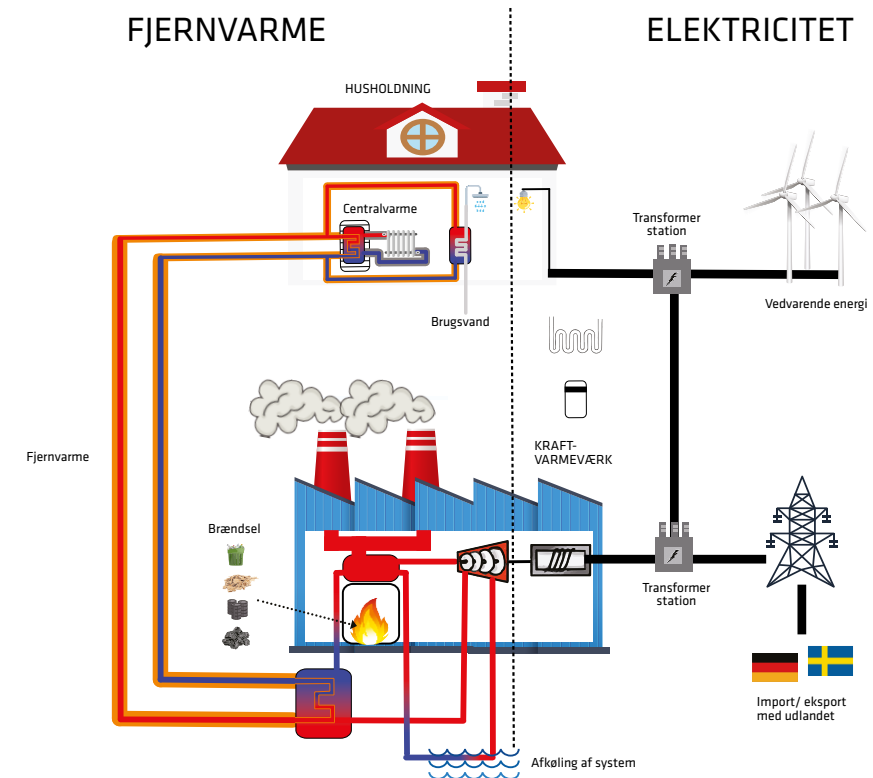 FJERNVARME
ELEKTRICITET
HUSHOLDNING
Centralvarme
Transformer
station
Vedvarende energi
Brugsvand
KRAFT-
VARMEVÆRK
Fjernvarme
Brændsel
Transformer
station
Import/ eksport
med udlandet
Afkøling af system